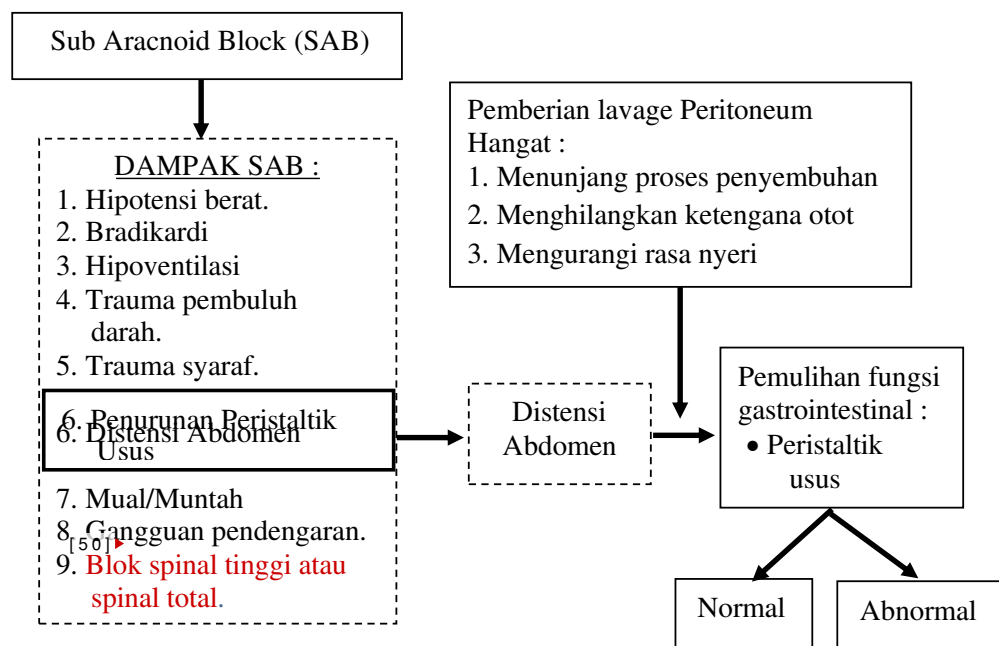 Sub Aracnoid Block (SAB)
DAMPAK SAB :
1. Hipotensi berat.
2. Bradikardi
3. Hipoventilasi
4. Trauma pembuluh
darah.
5. Trauma syaraf.
6. Penurunan Peristaltik
Usus
6. Distensi Abdomen
7. Mual/Muntah
8. Gangguan pendengaran.
[50]
9. Blok spinal tinggi atau
spinal total.
Distensi
Abdomen
Pemberian lavage Peritoneum
Hangat :
1. Menunjang proses penyembuhan
2. Menghilangkan ketengana otot
3. Mengurangi rasa nyeri
Pemulihan fungsi
gastrointestinal :
• Peristaltik
usus
Normal
Abnormal